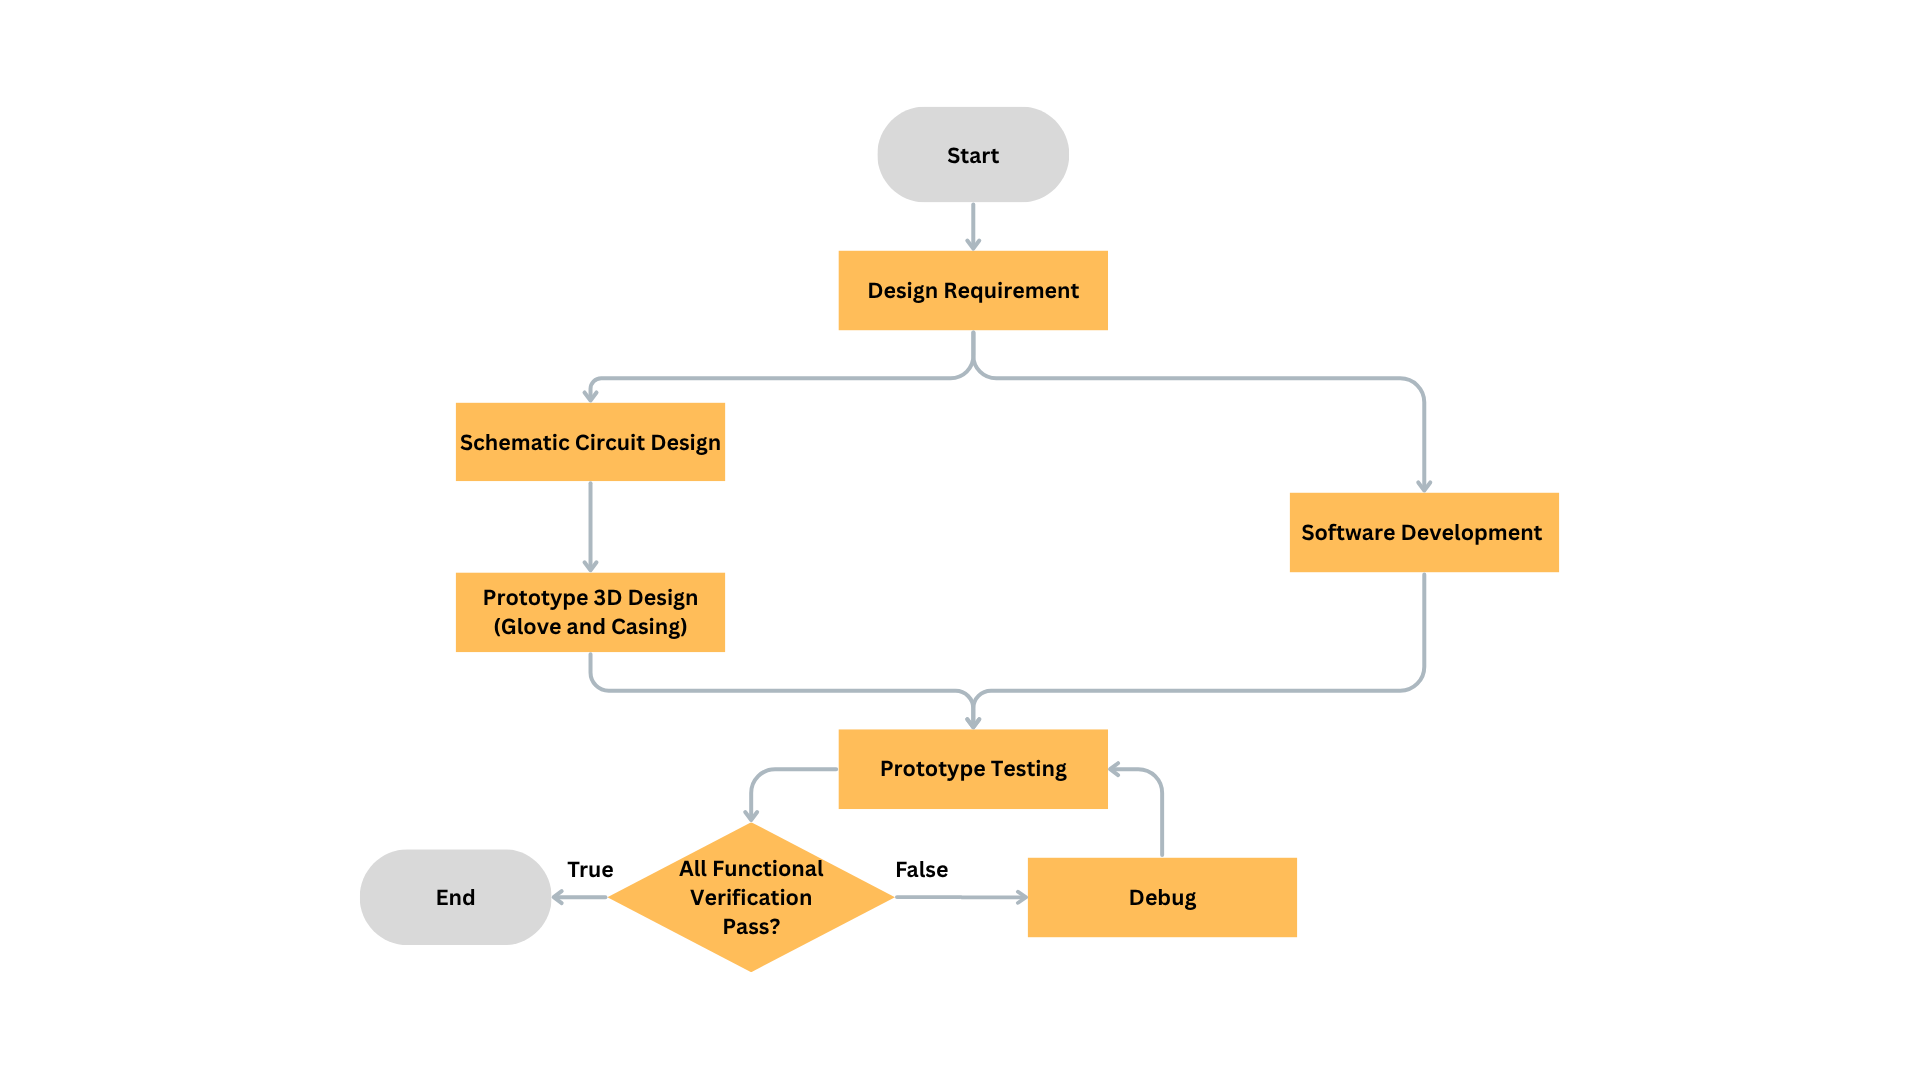 Start
Design Requirement
Schematic Circuit Design
Software Development
Prototype 3D Design
(Glove and Casing)
Prototype Testing
True
All Functional
Verification
Pass?
False
End
Debug